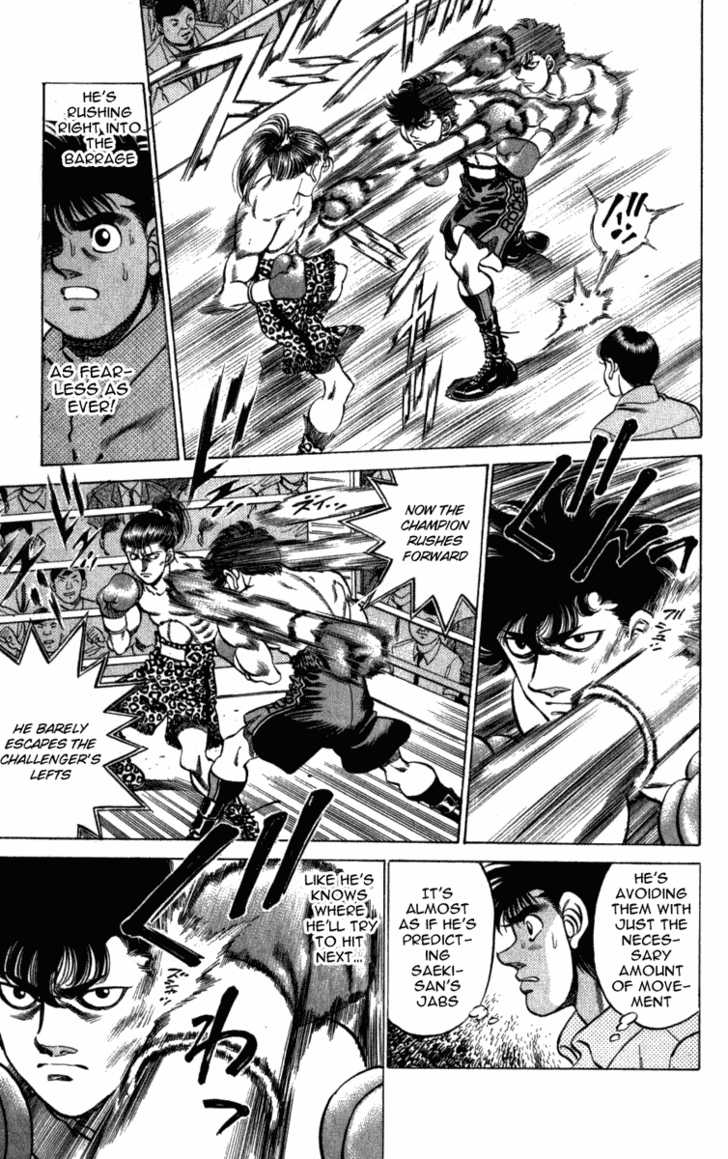 HE'S
RUSHING
RIGHT INTO
THE
BARRAGE
AS FEAR-
LESS AS
EVER!
NOW THE
CHAMPION
RUSHES
FORWARD
HE BARELY
ESCAPES THE
CHALLENGER'S
LEFTS
HE'S
AVOIDING
THEM WITH
JUST THE
NECES-
SARY
AMOUNT
OF MOVE-
MENT
IT'S
ALMOST
AS IF HE'S
PREDICT-
ING
SAEKI-
SAN'S
JABS
LIKE HE'S
KNOWS
WHERE
HE'LL TRY
TO HIT
NEXT...
わっ